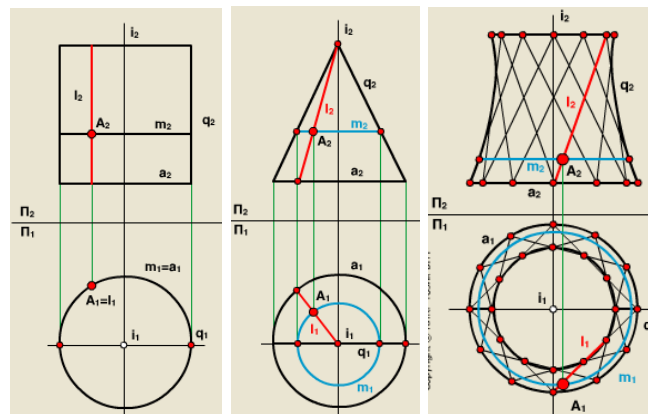 i₂
l₂
A₂
m₂
q₂
a₂
Π₂
Π₁
m₁=a₁
A₁=l₁
i₁
q₁
i₂
q₂
l₂
A₂
m₂
a₂
Π₂
Π₁
a₁
A₁
l₁
i₁
q₁
m₁
i₂
q₂
l₂
m₂
A₂
a₂
Π₂
Π₁
a₁
i₁
q
l₁
m₁
A₁